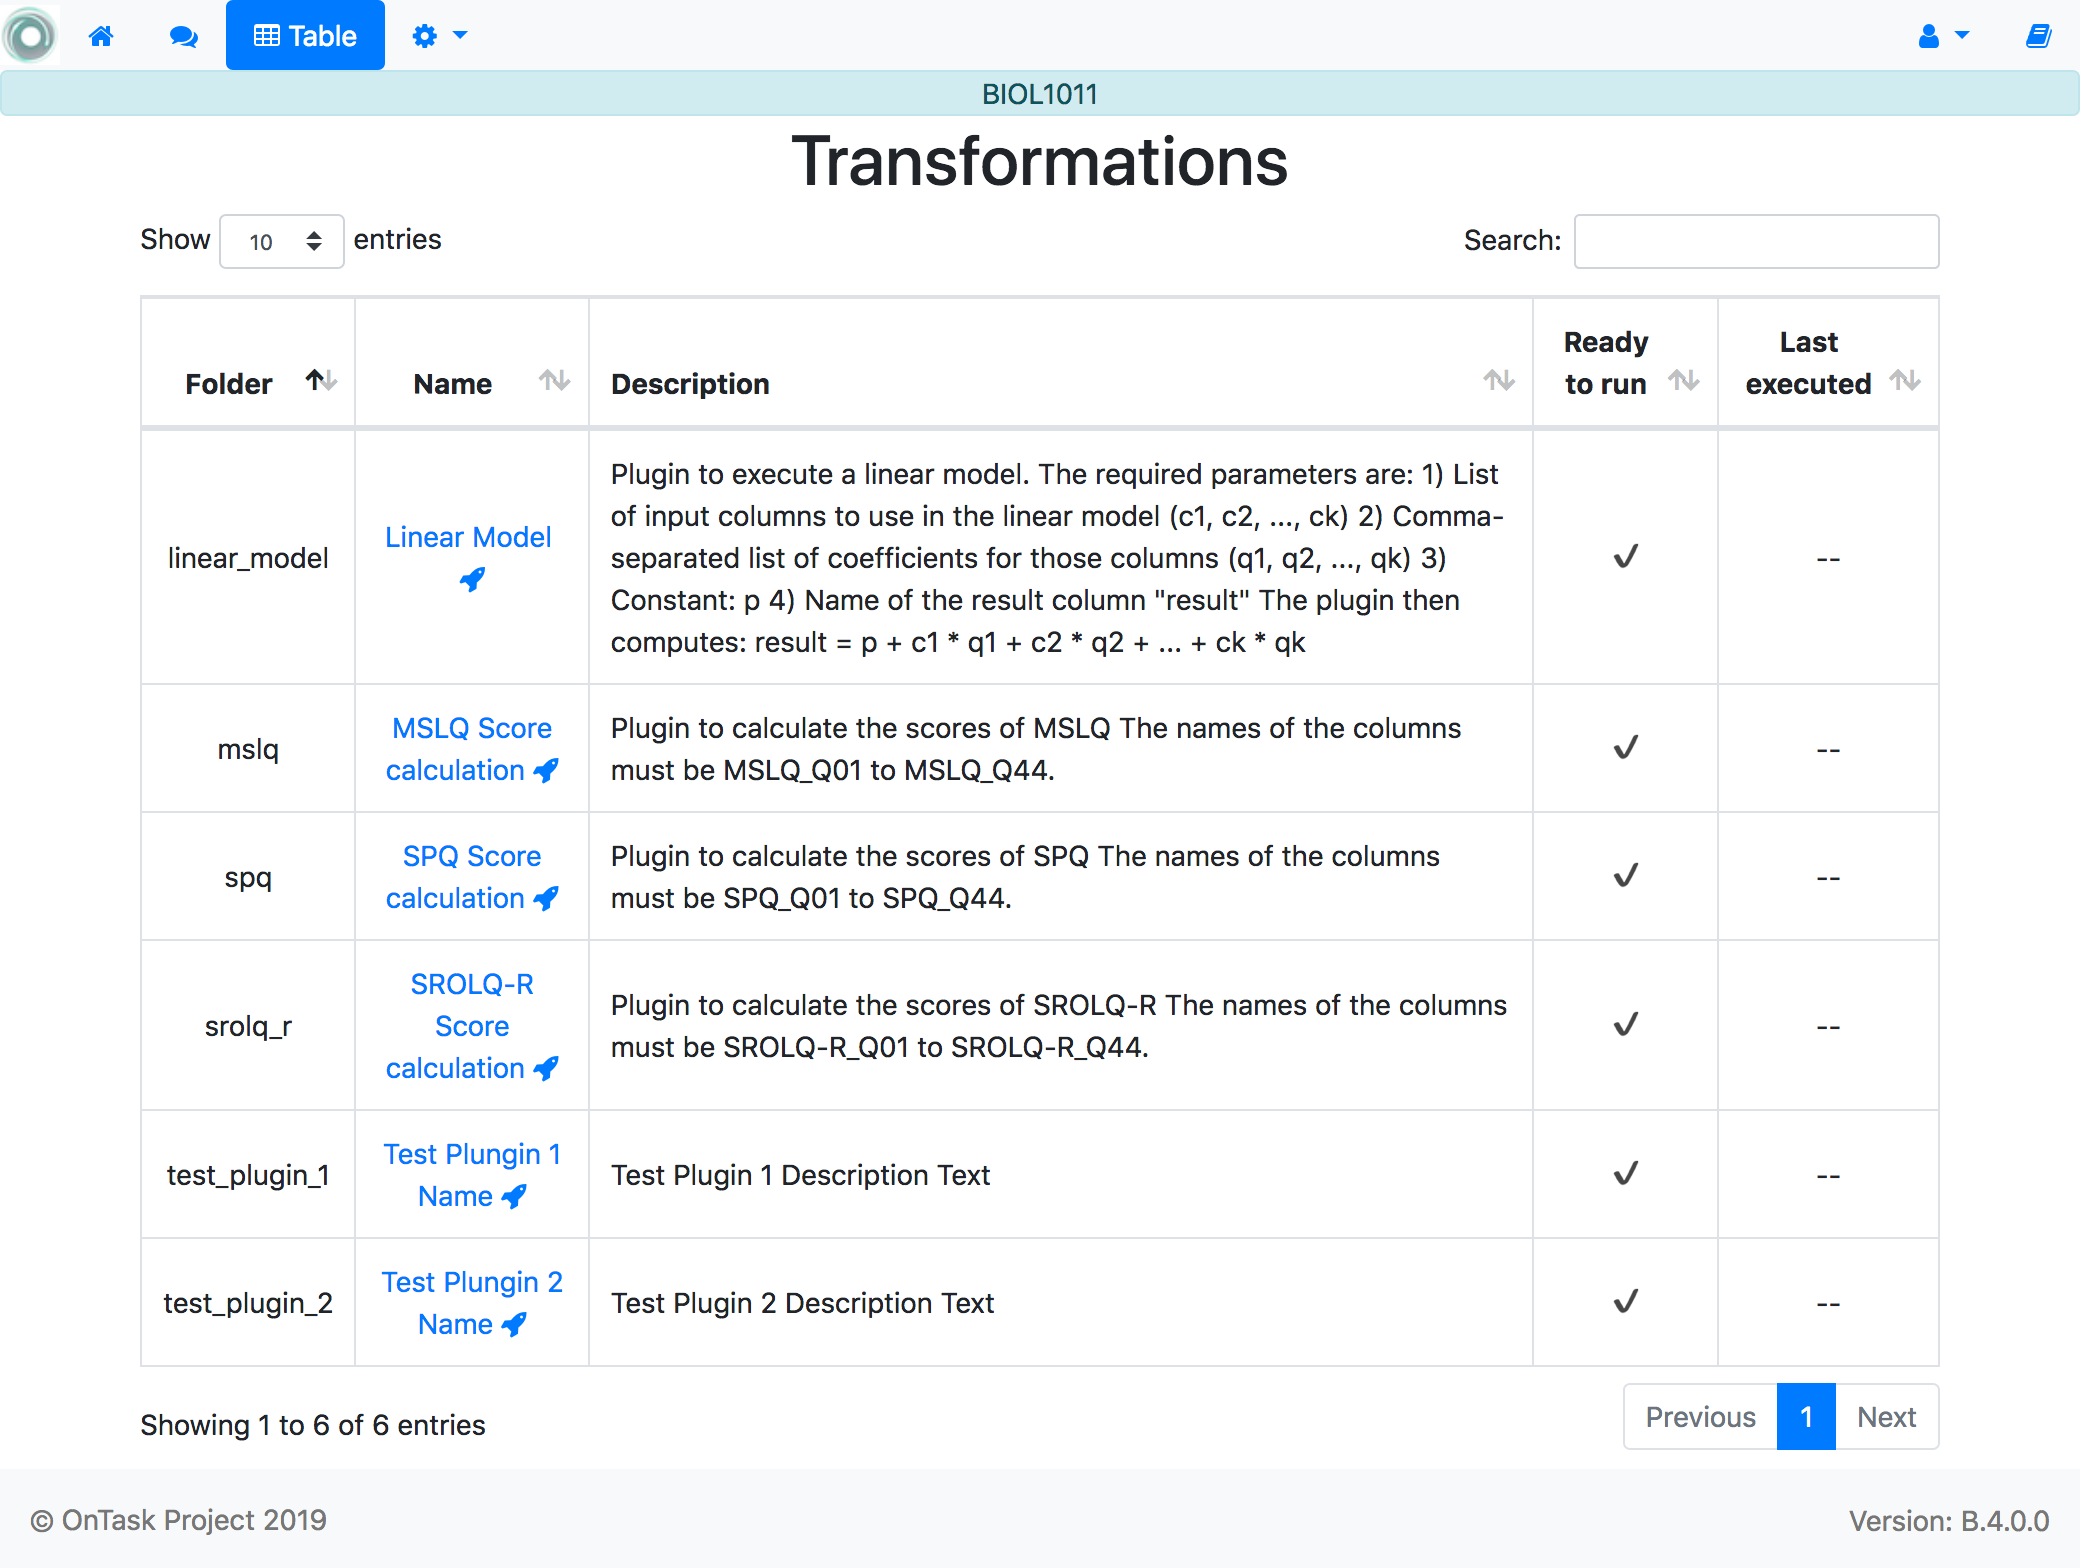 Table
BIOL1011
Transformations
Show 10 entries
Search:
Folder
Name
Description
Ready
to run
Last
executed
linear_model
Linear Model
Plugin to execute a linear model. The required parameters are: 1) List
of input columns to use in the linear model (c1, c2, ..., ck) 2) Comma-
separated list of coefficients for those columns (q1, q2, ..., qk) 3)
Constant: p 4) Name of the result column "result" The plugin then
computes: result = p + c1 * q1 + c2 * q2 + ... + ck * qk
--
mslq
MSLQ Score
calculation
Plugin to calculate the scores of MSLQ The names of the columns
must be MSLQ_Q01 to MSLQ_Q44.
--
spq
SPQ Score
calculation
Plugin to calculate the scores of SPQ The names of the columns
must be SPQ_Q01 to SPQ_Q44.
--
srolq_r
SROLQ-R
Score
calculation
Plugin to calculate the scores of SROLQ-R The names of the columns
must be SROLQ-R_Q01 to SROLQ-R_Q44.
--
test_plugin_1
Test Plungin 1
Name
Test Plugin 1 Description Text
--
test_plugin_2
Test Plungin 2
Name
Test Plugin 2 Description Text
--
Showing 1 to 6 of 6 entries
Previous 1 Next
© OnTask Project 2019
Version: B.4.0.0